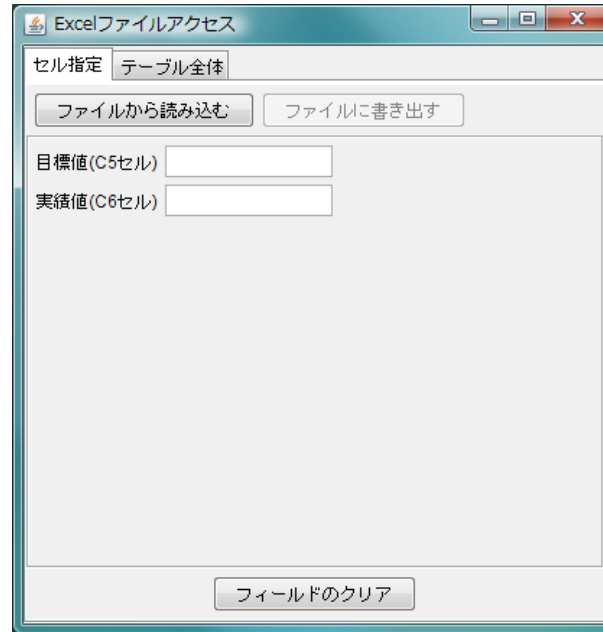 Excelファイルアクセス
セル指定 テーブル全体
ファイルから読み込む ファイルに書き出す
目標値(C5セル)
実績値(C6セル)
フィールドのクリア